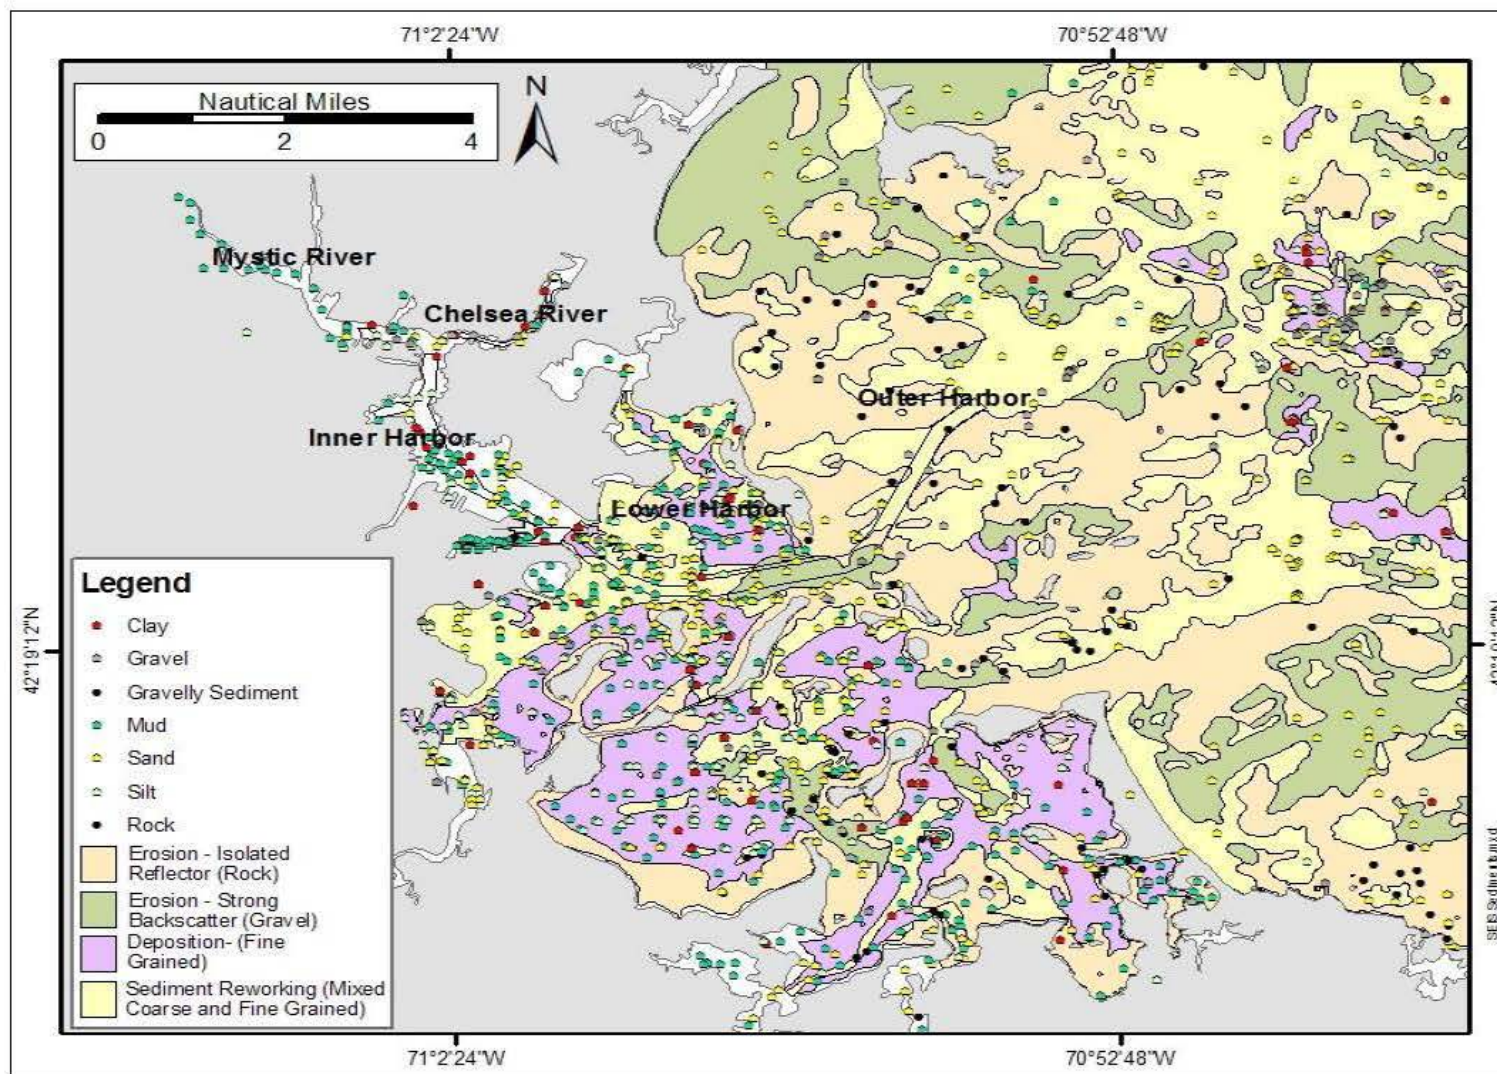 71°2'24"W
70°52'48"W
Nautical Miles
0 2 4
N
Mystic River
Chelsea River
Outer Harbor
Inner Harbor
Lower Harbor
Legend
Clay
Gravel
Gravelly Sediment
Mud
Sand
Silt
Rock
Erosion - Isolated
Reflector (Rock)
Erosion - Strong
Backscatter (Gravel)
Deposition- (Fine
Grained)
Sediment Reworking (Mixed
Coarse and Fine Grained)
42°19'12"N
71°2'24"W
70°52'48"W